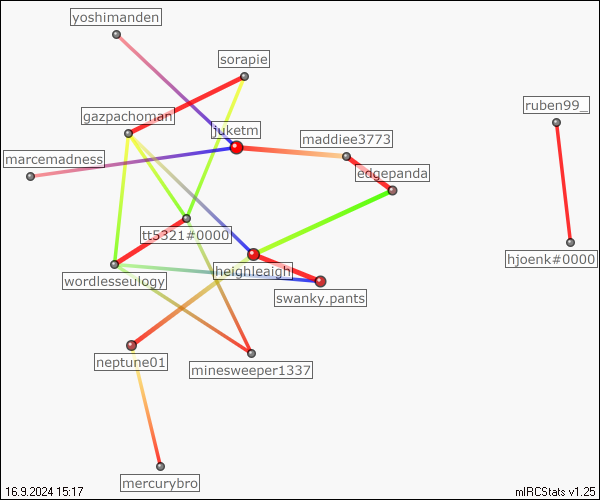 yoshimanden
sorapie
ruben99_
gazpachoman
juketm
maddiee3773
marcemadness
edgepanda
tt5321#0000
hjoenk#0000
heighleaigh
wordlesseulogy
swanky.pants
neptune01
minesweeper1337
mercurybro
16.9.2024 15:17
mIRCStats v1.25